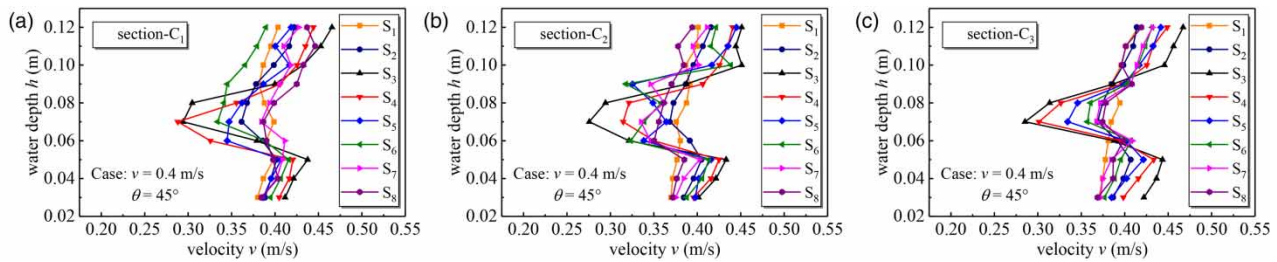 (a)
water depth h (m)
0.12
0.10
0.08
0.06
0.04
0.02
section-C1
S1
S2
S3
S4
S5
S6
S7
S8
Case: v = 0.4 m/s
θ = 45°
0.20 0.25 0.30 0.35 0.40 0.45 0.50 0.55
velocity v (m/s)
(b)
water depth h (m)
0.12
0.10
0.08
0.06
0.04
0.02
section-C2
S1
S2
S3
S4
S5
S6
S7
S8
Case: v = 0.4 m/s
θ = 45°
0.20 0.25 0.30 0.35 0.40 0.45 0.50 0.55
velocity v (m/s)
(c)
water depth h (m)
0.12
0.10
0.08
0.06
0.04
0.02
section-C3
S1
S2
S3
S4
S5
S6
S7
S8
Case: v = 0.4 m/s
θ = 45°
0.20 0.25 0.30 0.35 0.40 0.45 0.50 0.55
velocity v (m/s)